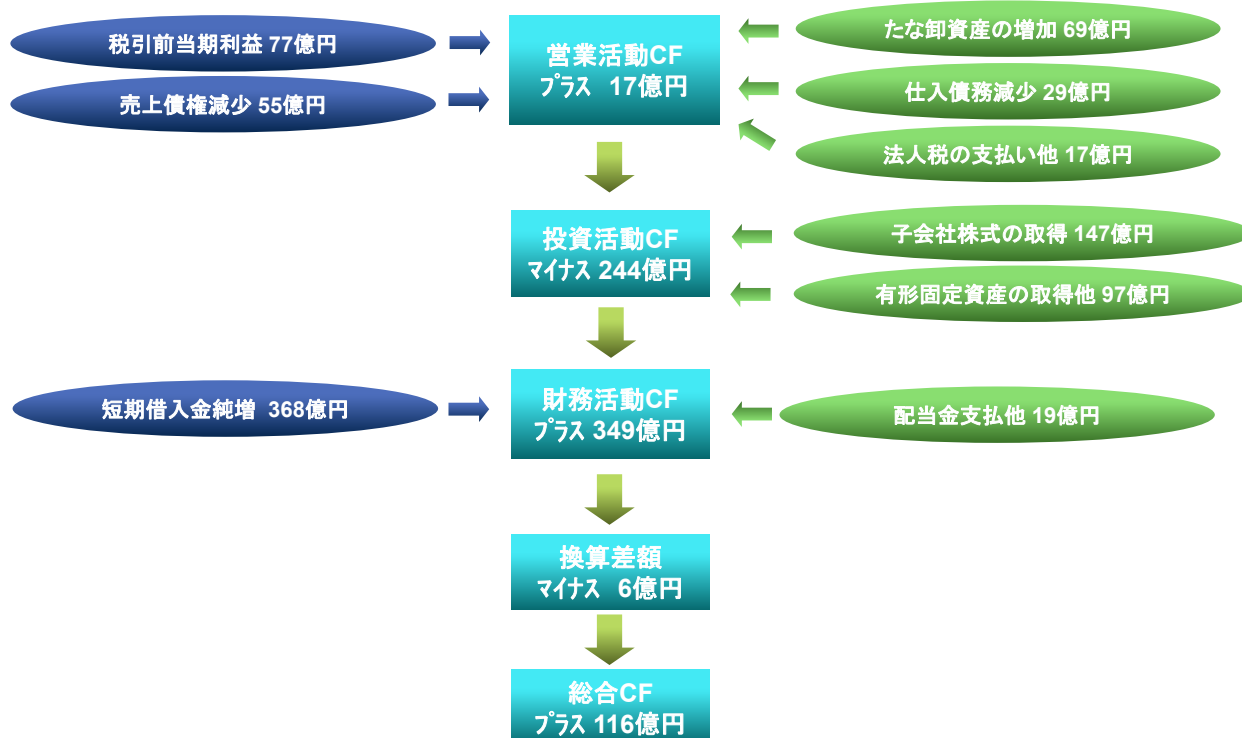 税引前当期利益 77億円
売上債権減少 55億円
営業活動CF
プラス 17億円
たな卸資産の増加 69億円
仕入債務減少 29億円
法人税の支払い他 17億円
投資活動CF
マイナス 244億円
子会社株式の取得 147億円
有形固定資産の取得他 97億円
短期借入金純増 368億円
財務活動CF
プラス 349億円
配当金支払他 19億円
換算差額
マイナス 6億円
総合CF
プラス 116億円